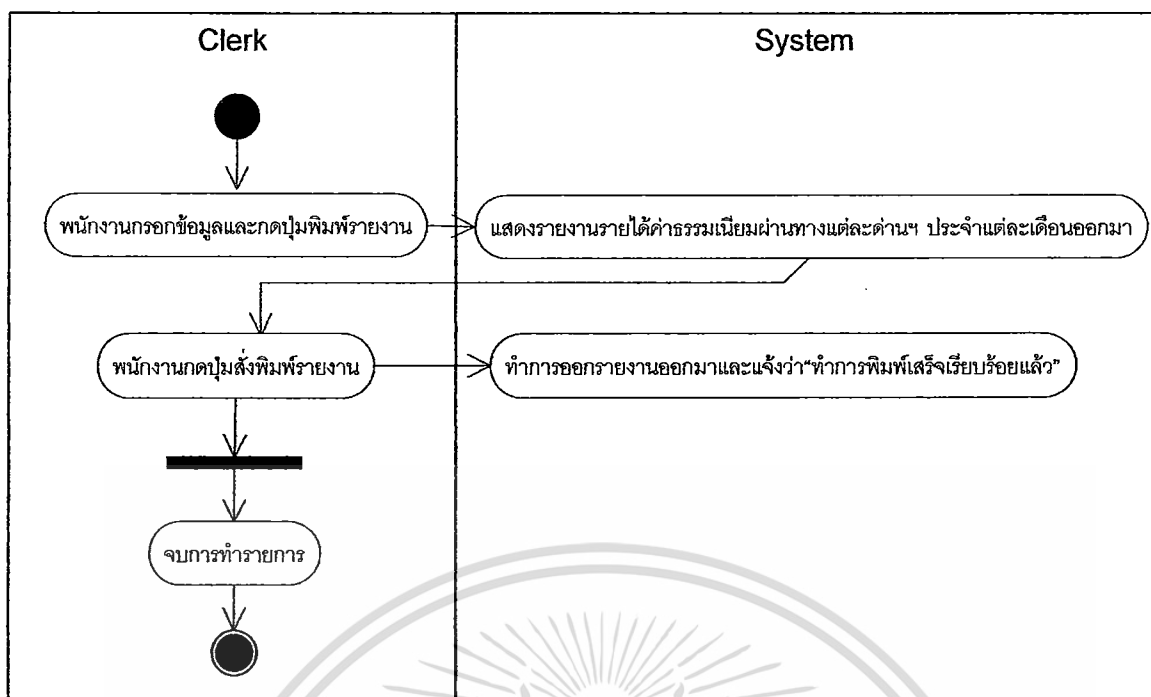 Clerk
System
พนักงานกรอกข้อมูลและกดปุ่มพิมพ์รายงาน
แสดงรายงานรายได้ค่าธรรมเนียมผ่านทางแต่ละด่านฯ ประจำแต่ละเดือนออกมา
พนักงานกดปุ่มสั่งพิมพ์รายงาน
ทำการออกรายงานออกมาและแจ้งว่า“ทำการพิมพ์เสร็จเรียบร้อยแล้ว”
จบการทำรายการ